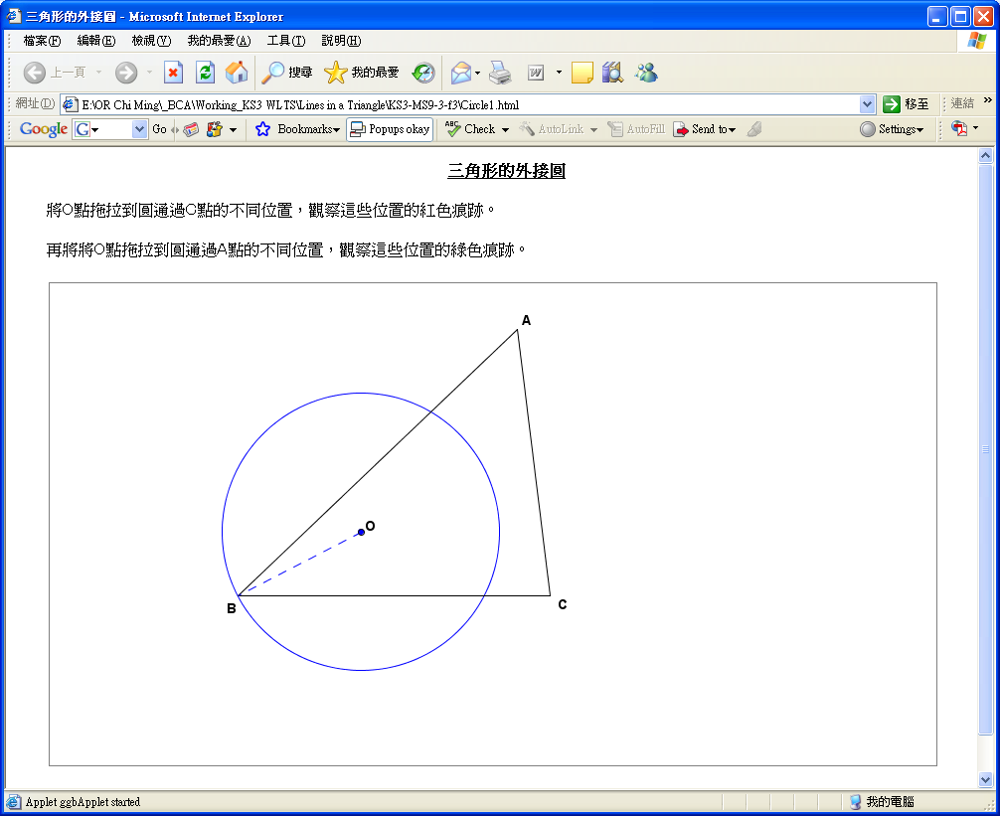 三角形的外接圓 - Microsoft Internet Explorer
檔案(F) 編輯(E) 檢視(V) 我的最愛(A) 工具(T) 說明(H)
上一頁 搜尋 我的最愛
網址(D) E:\OR Chi Ming\_BCA\Working_KS3 WLTS\Lines in a Triangle\KS3-MS9-3-f3\Circle1.html 移至 連結 »
Google G Go Bookmarks Popups okay ABC Check AutoLink AutoFill Send to Settings
三角形的外接圓
將O點拖拉到圓通過O點的不同位置，觀察這些位置的紅色痕跡。
再將將O點拖拉到圓通過A點的不同位置，觀察這些位置的綠色痕跡。
A
O
B
C
Applet ggbApplet started 我的電腦